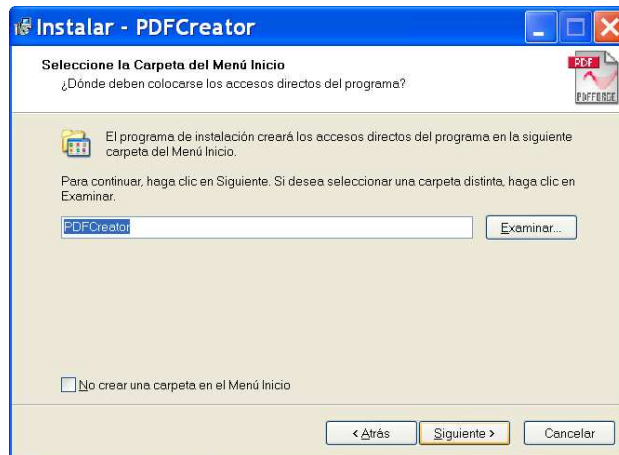 Instalar - PDFCreator
Seleccione la Carpeta del Menú Inicio
¿Dónde deben colocarse los accesos directos del programa?
PDF
PDFFORGE
El programa de instalación creará los accesos directos del programa en la siguiente
carpeta del Menú Inicio.
Para continuar, haga clic en Siguiente. Si desea seleccionar una carpeta distinta, haga clic en
Examinar.
PDFCreator
Examinar...
No crear una carpeta en el Menú Inicio
< Atrás
Siguiente >
Cancelar